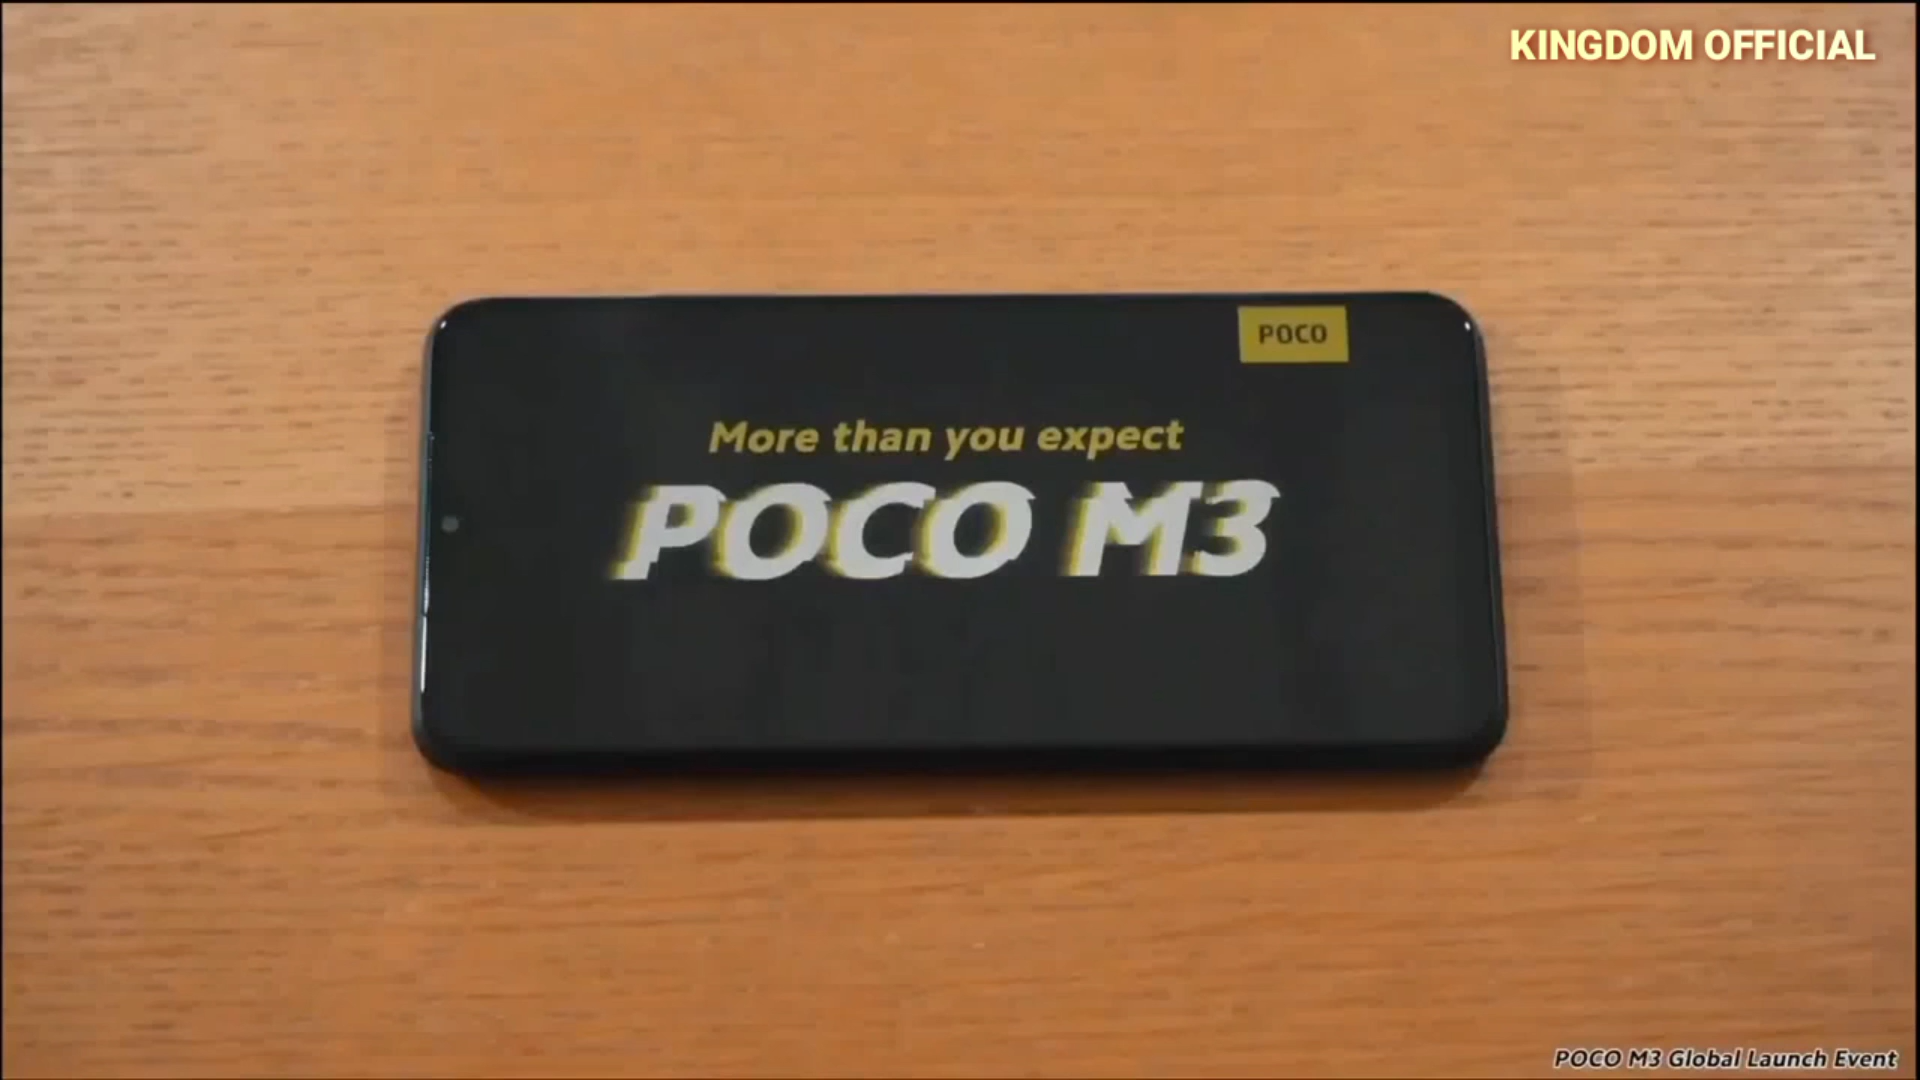 KINGDOM OFFICIAL
POCO
More than you expect
POCO M3
POCO M3 Global Launch Event